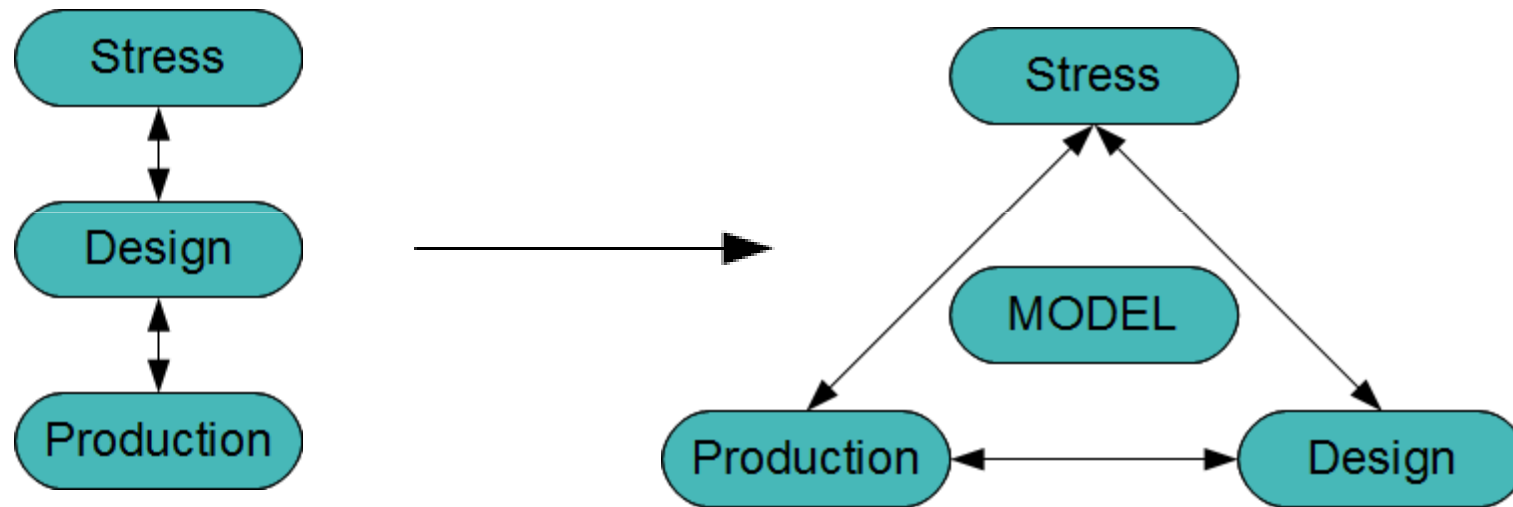 Stress
Design
Production
Stress
MODEL
Production
Design